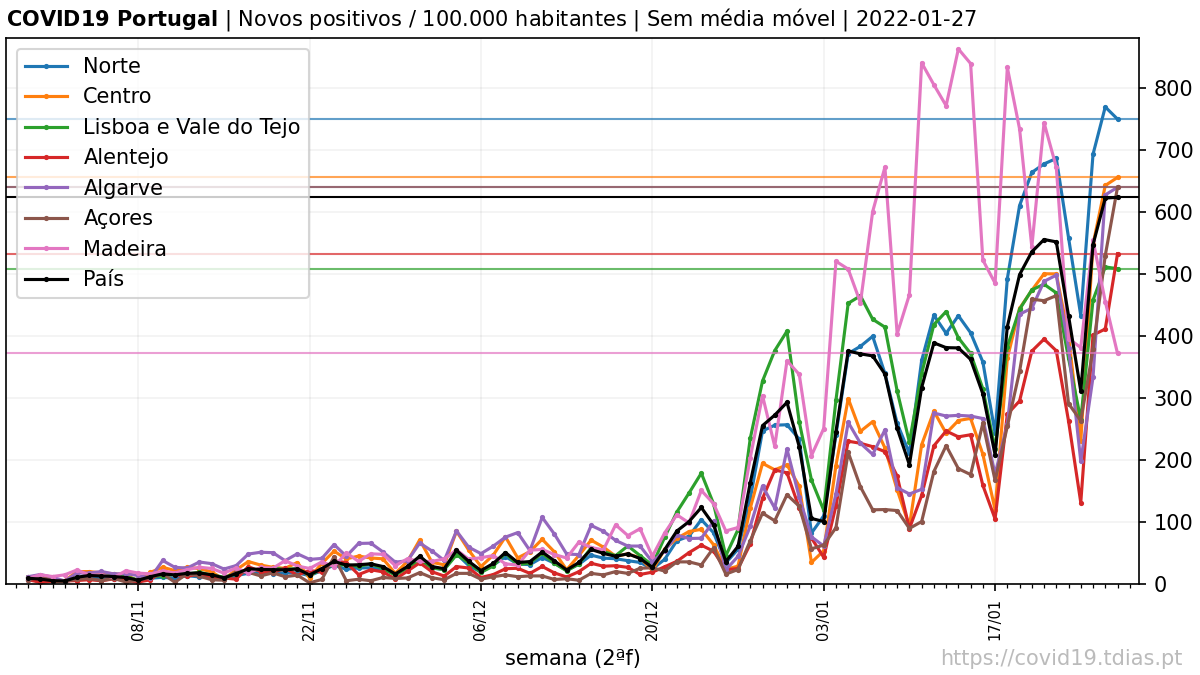 COVID19 Portugal | Novos positivos / 100.000 habitantes | Sem média móvel | 2022-01-27
Norte
Centro
Lisboa e Vale do Tejo
Alentejo
Algarve
Açores
Madeira
País
800
700
600
500
400
300
200
100
0
08/11
22/11
06/12
20/12
03/01
17/01
semana (2ªf)
https://covid19.tdias.pt